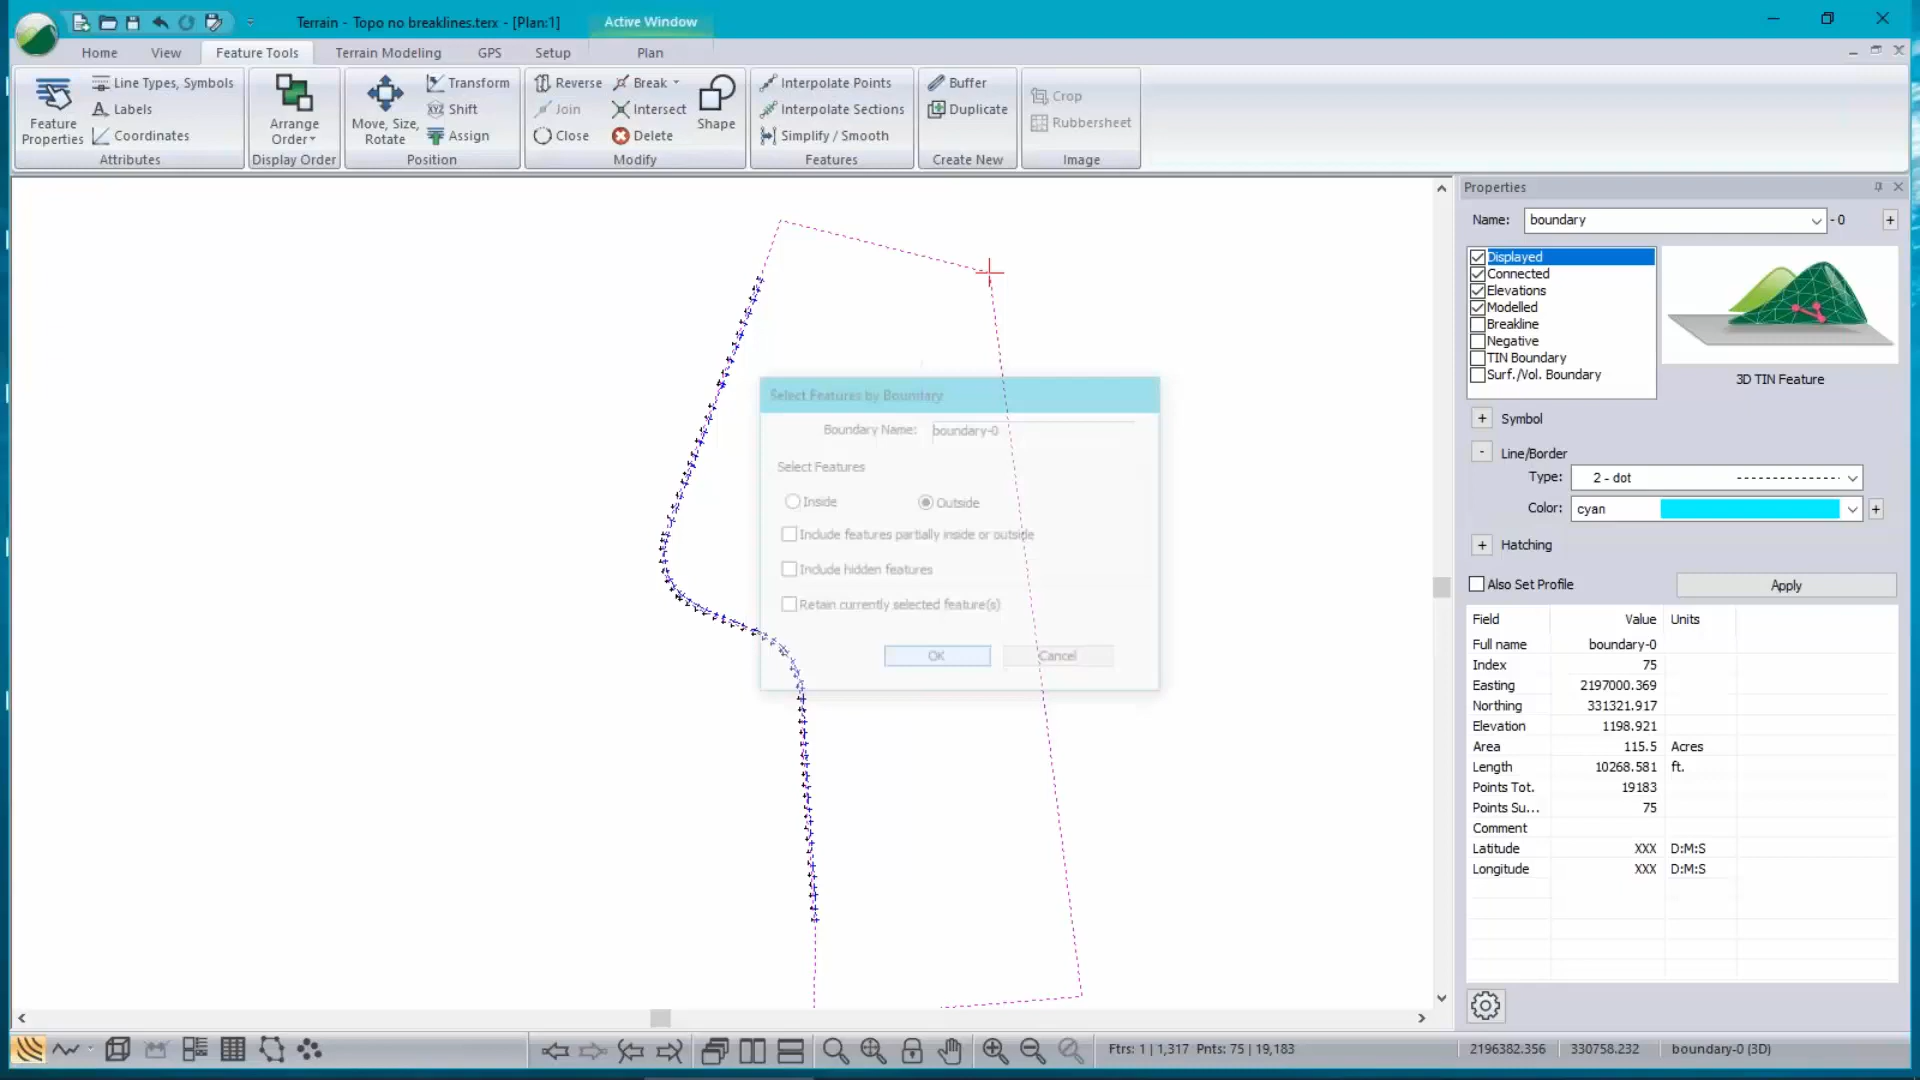 Terrain - Topo no breaklines.terx - [Plan:1]
Active Window
Home
View
Feature Tools
Terrain Modeling
GPS
Setup
Plan
Feature Properties
Line Types, Symbols
Labels
Coordinates
Attributes
Arrange Order
Display Order
Move, Size, Rotate
Transform
Shift
Assign
Position
Reverse
Join
Close
Break
Intersect
Delete
Shape
Modify
Interpolate Points
Interpolate Sections
Simplify / Smooth
Features
Buffer
Duplicate
Create New
Crop
Rubbersheet
Image
Select Features by Boundary
Boundary Name: boundary-0
Select Features
Inside
Outside
Include features partially inside or outside
Include hidden features
Retain currently selected feature(s)
OK
Cancel
Properties
Name: boundary - 0
Displayed
Connected
Elevations
Modelled
Breakline
Negative
TIN Boundary
Surf./Vol. Boundary
3D TIN Feature
Symbol
Line/Border
Type: 2 - dot
Color: cyan
Hatching
Also Set Profile
Apply
Field Value Units
Full name boundary-0
Index 75
Easting 2197000.369
Northing 331321.917
Elevation 1198.921
Area 115.5 Acres
Length 10268.581 ft.
Points Tot. 19183
Points Su... 75
Comment
Latitude XXX D:M:S
Longitude XXX D:M:S
Ftrs: 1 | 1,317 Pnts: 75 | 19,183
2196382.356
330758.232
boundary-0 (3D)